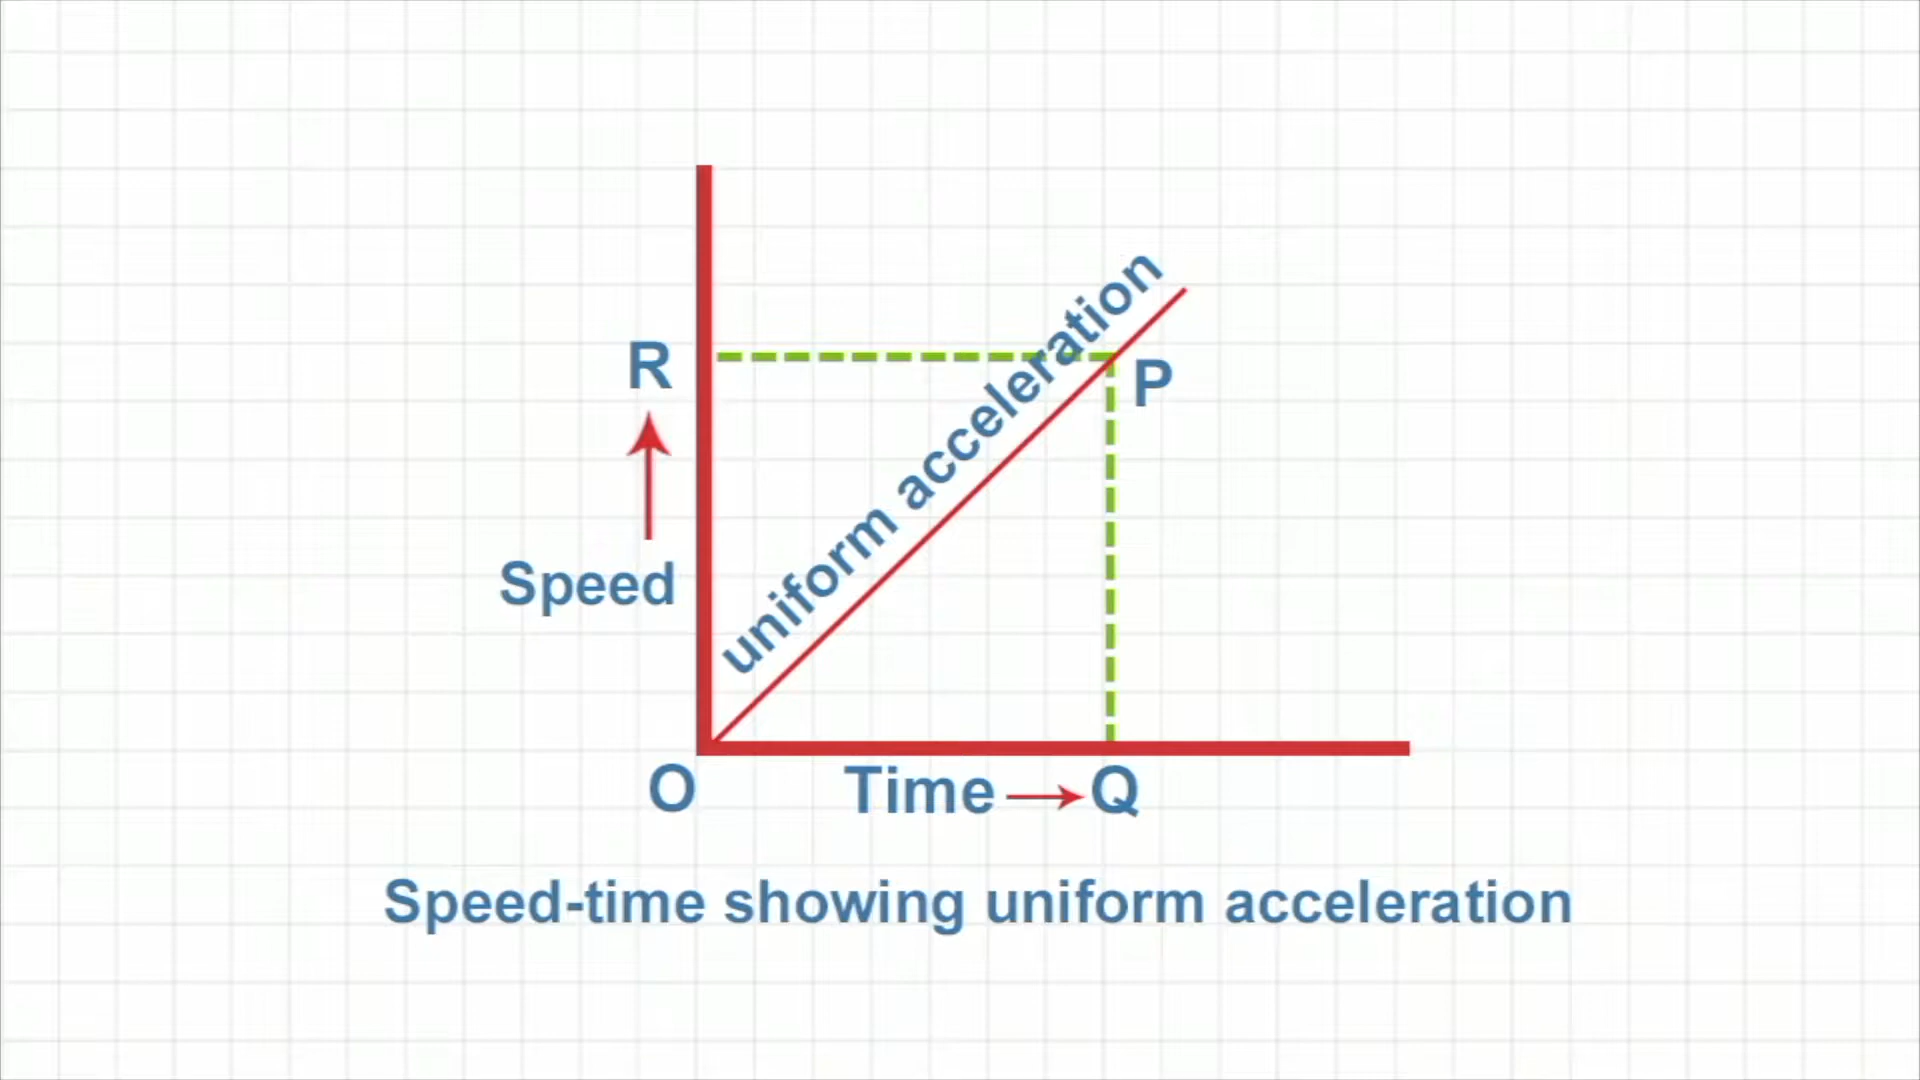 uniform acceleration
R
P
Speed
O
Time
Q
Speed-time showing uniform acceleration